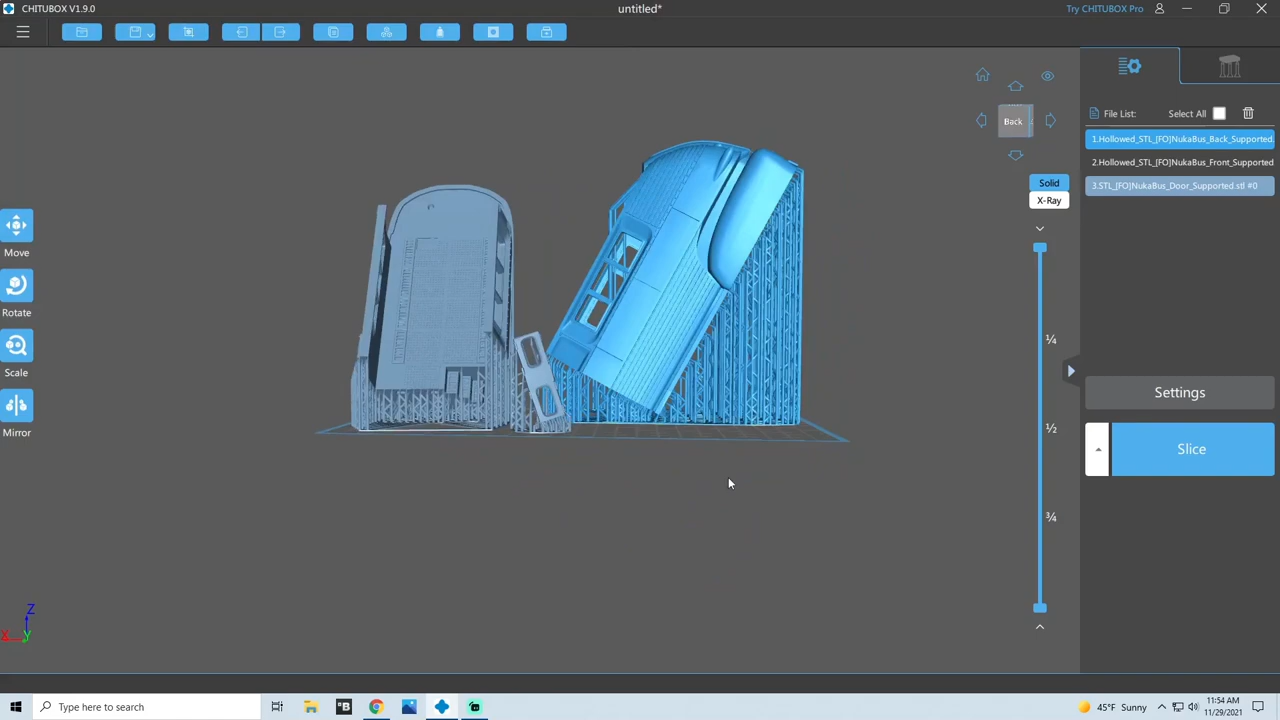 CHITUBOX V1.9.0
untitled*
Try CHITUBOX Pro
File List:
Select All
Back
1.Hollowed_STL_[FO]NukaBus_Back_Supported.
2.Hollowed_STL_[FO]NukaBus_Front_Supported
3.STL_[FO]NukaBus_Door_Supported.stl #0
Solid
X-Ray
Move
Rotate
Scale
Mirror
¼
½
¾
Settings
Slice
Z
X
Y
Type here to search
B
45°F Sunny
11:54 AM
11/29/2021